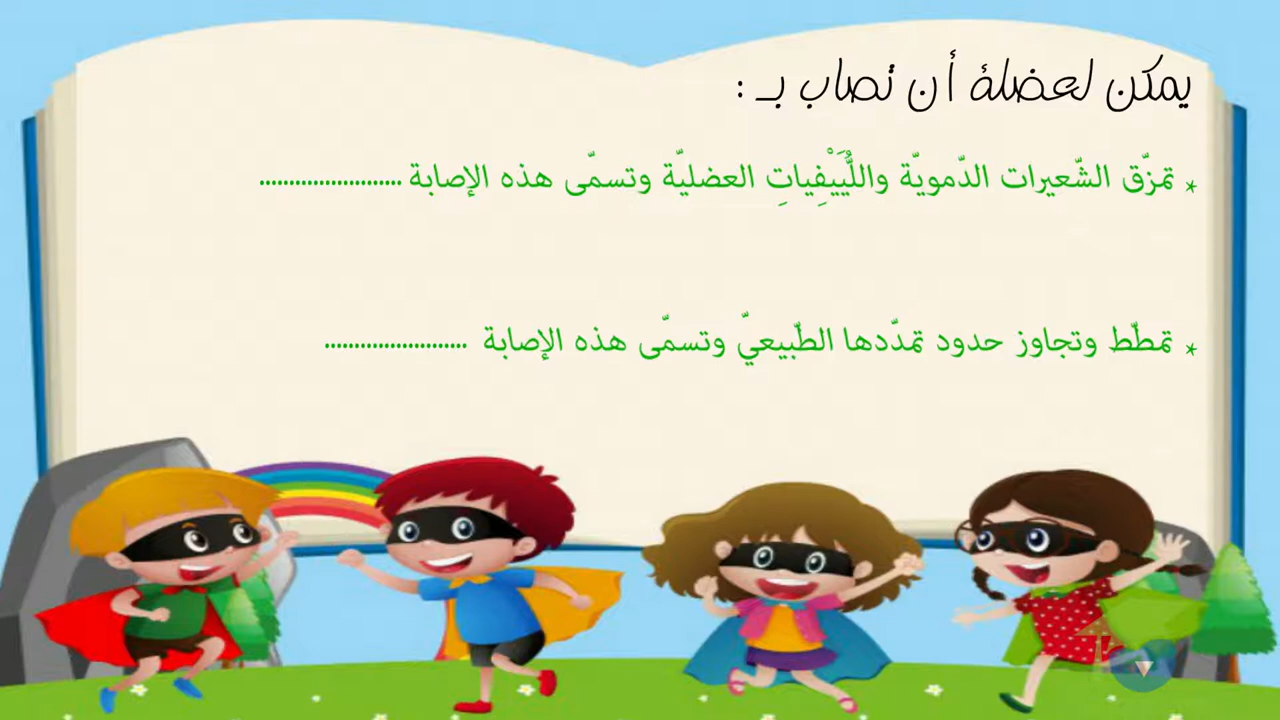 يمكن لعضلة أن تصاب بـ :
* تمزّق الشّعيرات الدّمويّة واللُّيَيْفِياتِ العضليّة وتسمّى هذه الإصابة ........................
* تمطّط وتجاوز حدود تمدّدها الطّبيعيّ وتسمّى هذه الإصابة ........................